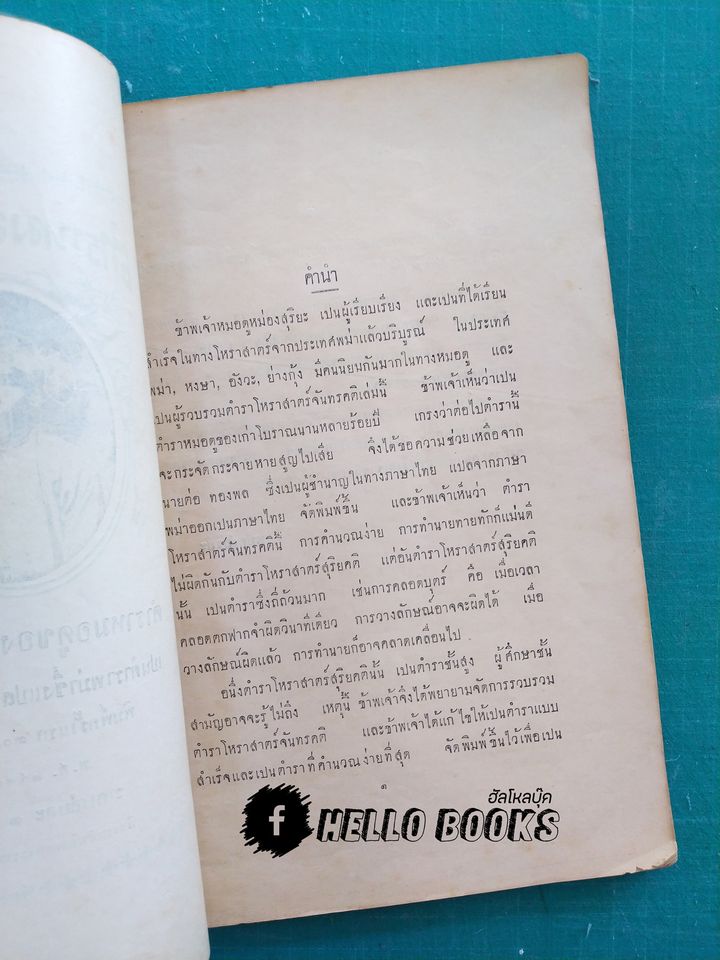 คำนำ
ข้าพเจ้าหมอดูหม่องสุริยะ เปนผู้เรียบเรียง และเปนที่ได้เรียน
สำเร็จในทางโหราสาตร์จากประเทศพม่าแล้วบริบูรณ์ ในประเทศ
พม่า, หงษา, อังวะ, ย่างกุ้ง มีคนนิยมกันมากในทางหมอดู และ
เปนผู้รวบรวมตำราโหราสาตร์จันทรคติเล่มนี้ ข้าพเจ้าเห็นว่าเปน
ตำราหมอดูของเก่าโบราณนานหลายร้อยปี เกรงว่าต่อไปตำรานี้
จะกระจัดกระจายหายสูญไปเสีย จึงได้ขอความช่วยเหลือจาก
นายต่อ ทองพล ซึ่งเปนผู้ชำนาญในทางภาษาไทย แปลจากภาษา
พม่าออกเปนภาษาไทย จัดพิมพ์ขึ้น และข้าพเจ้าเห็นว่า ตำรา
โหราสาตร์จันทรคตินี้ การคำนวณง่าย การทำนายทายทักก็แม่นดี
ไม่ผิดกันกับตำราโหราสาตร์สุริยคติ แต่อันตำราโหราสาตร์สุริยคติ
นั้น เปนตำราซึ่งถี่ถ้วนมาก เช่นการคลอดบุตร์ คือ เมื่อเวลา
คลอดตกฟากจำผิดวินาทีเดียว การวางลักษณ์อาจจะผิดได้ เมื่อ
วางลักษณ์ผิดแล้ว การทำนายก็อาจคลาดเคลื่อนไป .
อนึ่งตำราโหราสาตร์สุริยคตินั้น เปนตำราชั้นสูง ผู้ศึกษาชั้น
สามัญอาจจะรู้ไม่ถึง เหตุนี้ ข้าพเจ้าจึงได้พยายามจัดการรวบรวม
ตำราโหราสาตร์จันทรคติ และข้าพเจ้าได้แก้ไขให้เปนตำราแบบ
สำเร็จและเปนตำราที่คำนวณง่ายที่สุด จัดพิมพ์ขึ้นไว้เพื่อเปน
๑
ฮัลโหลบุ๊ค
f HELLO BOOKS